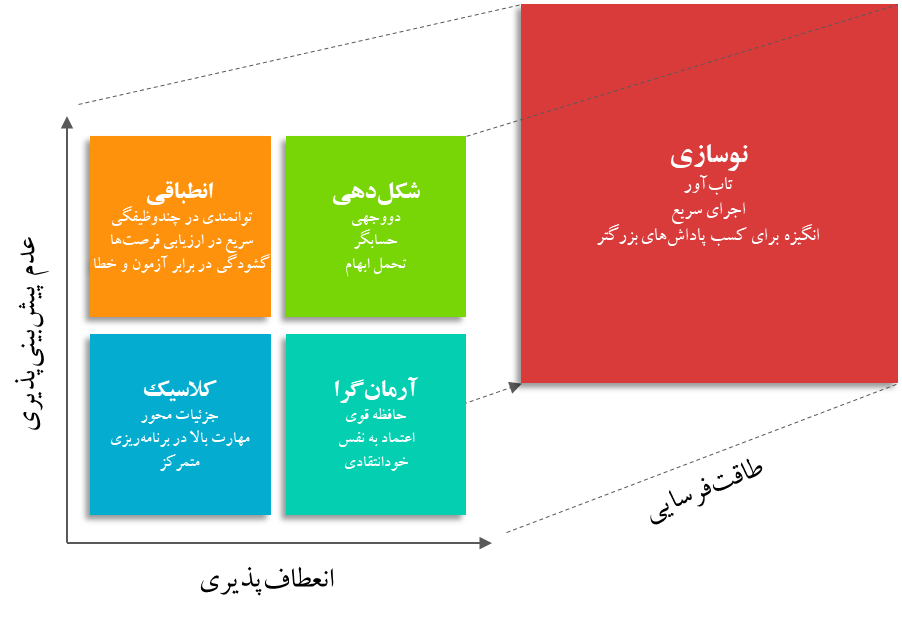 نوسازی
تاب‌آور
اجرای سریع
انگیزه برای کسب پاداش‌های بزرگتر
شکل‌دهی
دووجهی
حسابگر
تحمل ابهام
انطباقی
توانمندی در چندوظیفگی
سریع در ارزیابی فرصت‌ها
گشودگی در برابر آزمون و خطا
آرمان‌گرا
حافظه قوی
اعتماد به نفس
خودانتقادی
کلاسیک
جزئیات محور
مهارت بالا در برنامه‌ریزی
متمرکز
عدم پیش‌بینی‌پذیری
طاقت‌فرسایی
انعطاف‌پذیری